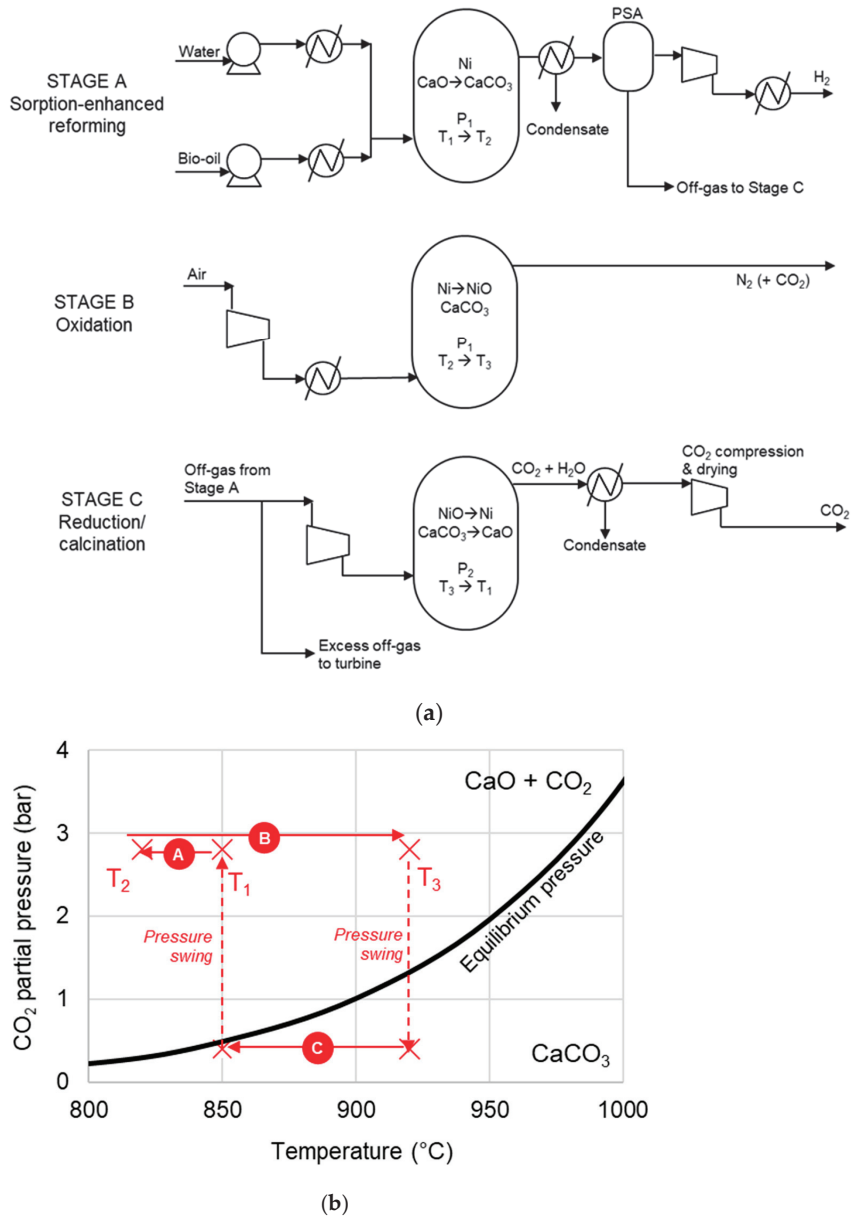 PSA
Water
Ni
CaO→CaCO₃
P₁
T₁ → T₂
STAGE A
Sorption-enhanced
reforming
H₂
Condensate
Bio-oil
Off-gas to Stage C
Air
Ni→NiO
CaCO₃
P₁
T₂ → T₃
N₂ (+ CO₂)
STAGE B
Oxidation
Off-gas from
Stage A
STAGE C
Reduction/
calcination
NiO→Ni
CaCO₃→CaO
P₂
T₃ → T₁
CO₂ + H₂O
CO₂ compression
& drying
CO₂
Condensate
Excess off-gas
to turbine
(a)
CO₂ partial pressure (bar)
4
3
2
1
0
CaO + CO₂
B
A
T₂
T₁
T₃
Pressure
swing
Pressure
swing
Equilibrium pressure
C
CaCO₃
800
850
900
950
1000
Temperature (°C)
(b)